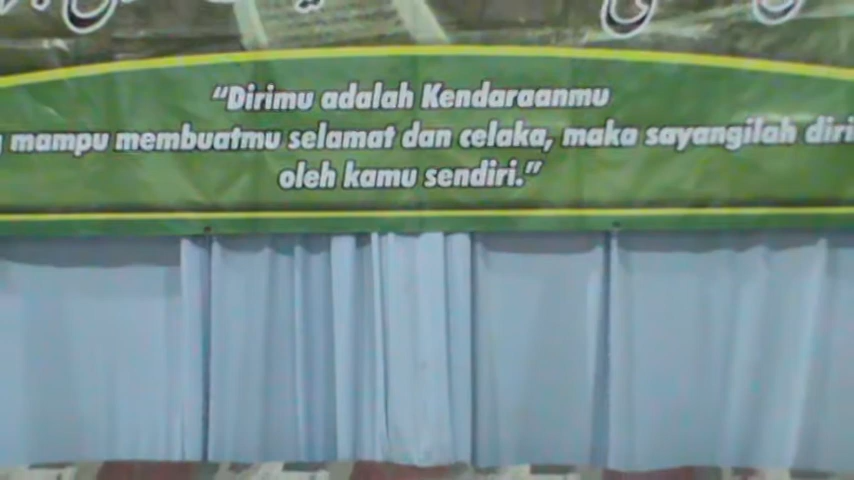 “Dirimu adalah Kendaraanmu
mampu membuatmu selamat dan celaka, maka sayangilah diri
oleh kamu sendiri.”